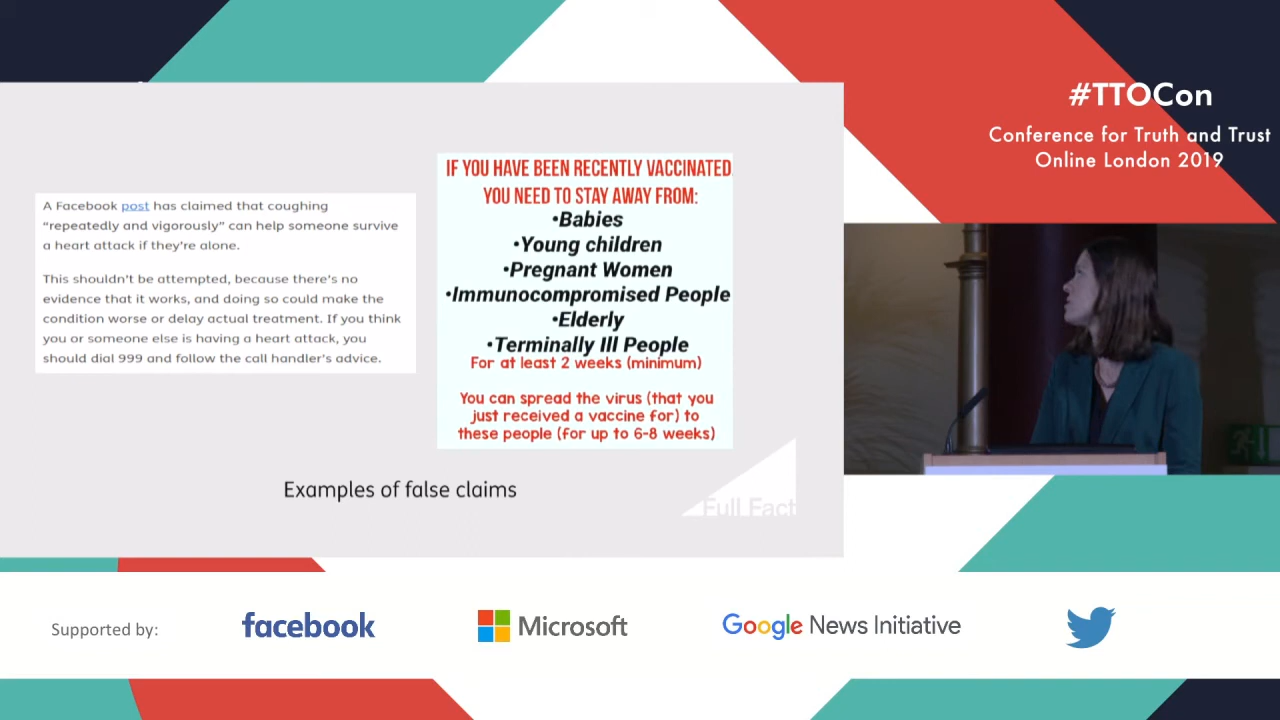 #TTOCon
Conference for Truth and Trust
Online London 2019
A Facebook post has claimed that coughing
“repeatedly and vigorously” can help someone survive
a heart attack if they’re alone.
This shouldn’t be attempted, because there’s no
evidence that it works, and doing so could make the
condition worse or delay actual treatment. If you think
you or someone else is having a heart attack, you
should dial 999 and follow the call handler’s advice.
IF YOU HAVE BEEN RECENTLY VACCINATED,
YOU NEED TO STAY AWAY FROM:
•Babies
•Young children
•Pregnant Women
•Immunocompromised People
•Elderly
•Terminally Ill People
For at least 2 weeks (minimum)
You can spread the virus (that you
just received a vaccine for) to
these people (for up to 6-8 weeks)
Examples of false claims
Full Fact
Supported by:
facebook
Microsoft
Google News Initiative